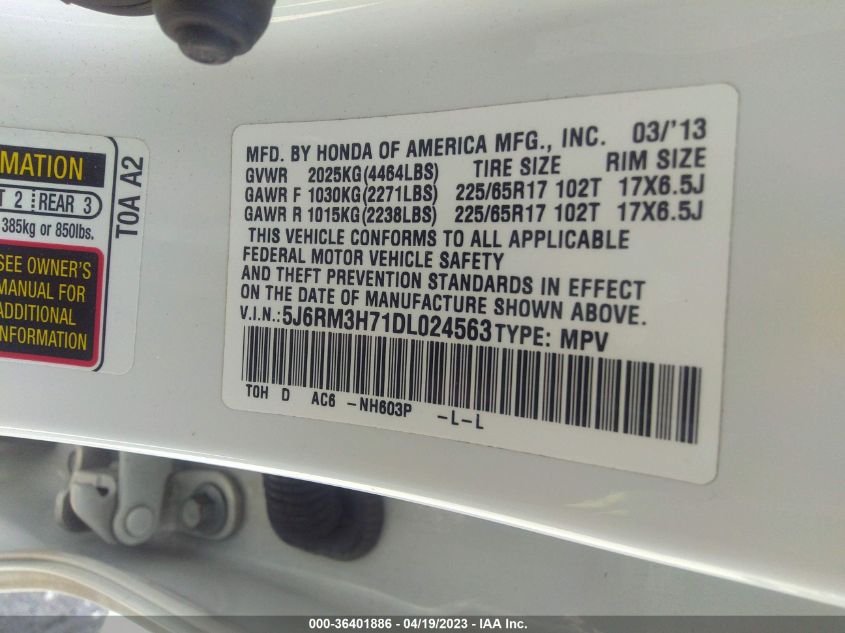 MATION
T 2 REAR 3
385kg or 850lbs.
SEE OWNER'S
MANUAL FOR
ADDITIONAL
INFORMATION
T0A A2
MFD. BY HONDA OF AMERICA MFG., INC. 03/'13
GVWR 2025KG(4464LBS) TIRE SIZE RIM SIZE
GAWR F 1030KG(2271LBS) 225/65R17 102T 17X6.5J
GAWR R 1015KG(2238LBS) 225/65R17 102T 17X6.5J
THIS VEHICLE CONFORMS TO ALL APPLICABLE
FEDERAL MOTOR VEHICLE SAFETY
AND THEFT PREVENTION STANDARDS IN EFFECT
ON THE DATE OF MANUFACTURE SHOWN ABOVE.
V.I.N.:5J6RM3H71DL024563 TYPE: MPV
TOH D AC6 -NH603P -L-L
000-36401886 - 04/19/2023 - IAA Inc.